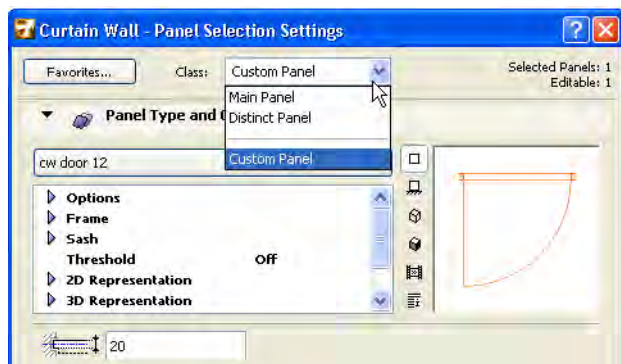 Curtain Wall - Panel Selection Settings
Favorites...
Class:
Custom Panel
Selected Panels: 1
Editable: 1
Main Panel
Distinct Panel
Custom Panel
Panel Type and
cw door 12
Options
Frame
Sash
Threshold Off
2D Representation
3D Representation
20